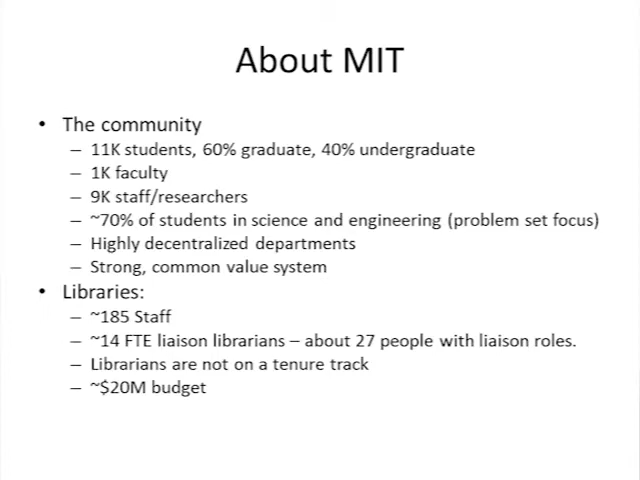 About MIT
• The community
– 11K students, 60% graduate, 40% undergraduate
– 1K faculty
– 9K staff/researchers
– ~70% of students in science and engineering (problem set focus)
– Highly decentralized departments
– Strong, common value system
• Libraries:
– ~185 Staff
– ~14 FTE liaison librarians – about 27 people with liaison roles.
– Librarians are not on a tenure track
– ~$20M budget